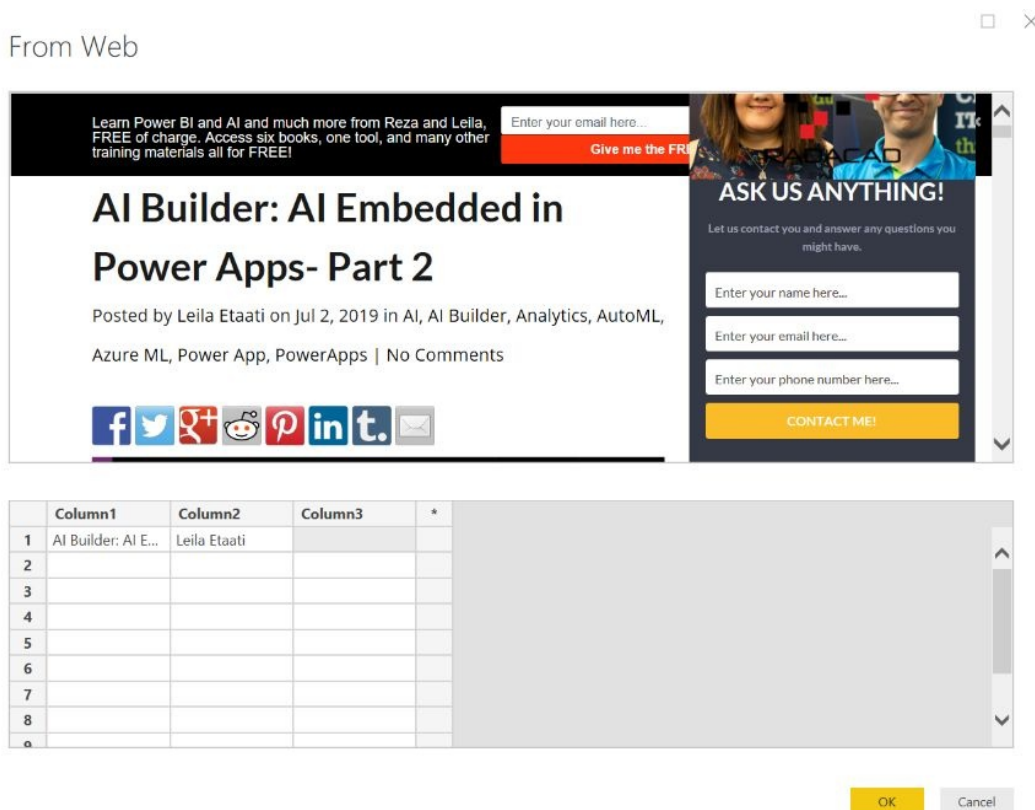 From Web
Learn Power BI and AI and much more from Reza and Leila,
FREE of charge. Access six books, one tool, and many other
training materials all for FREE!
Enter your email here...
Give me the
RADACAD
AI Builder: AI Embedded in
Power Apps- Part 2
Posted by Leila Etaati on Jul 2, 2019 in AI, AI Builder, Analytics, AutoML,
Azure ML, Power App, PowerApps | No Comments
ASK US ANYTHING!
Let us contact you and answer any questions you
might have.
Enter your name here...
Enter your email here...
Enter your phone number here...
CONTACT ME!
Column1 Column2 Column3 *
1 AI Builder: AI E... Leila Etaati
2
3
4
5
6
7
8
9
OK Cancel